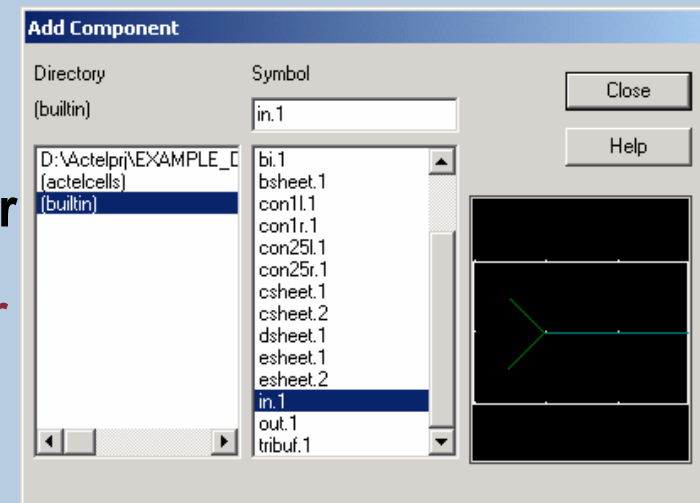 Add Component
Directory
Symbol
(builtin)
in.1
Close
Help
D:\Actelprj\EXAMPLE_D
(actelcells)
(builtin)
bi.1
bsheet.1
con1l.1
con1r.1
con25l.1
con25r.1
csheet.1
csheet.2
dsheet.1
esheet.1
esheet.2
in.1
out.1
tribuf.1
r
r